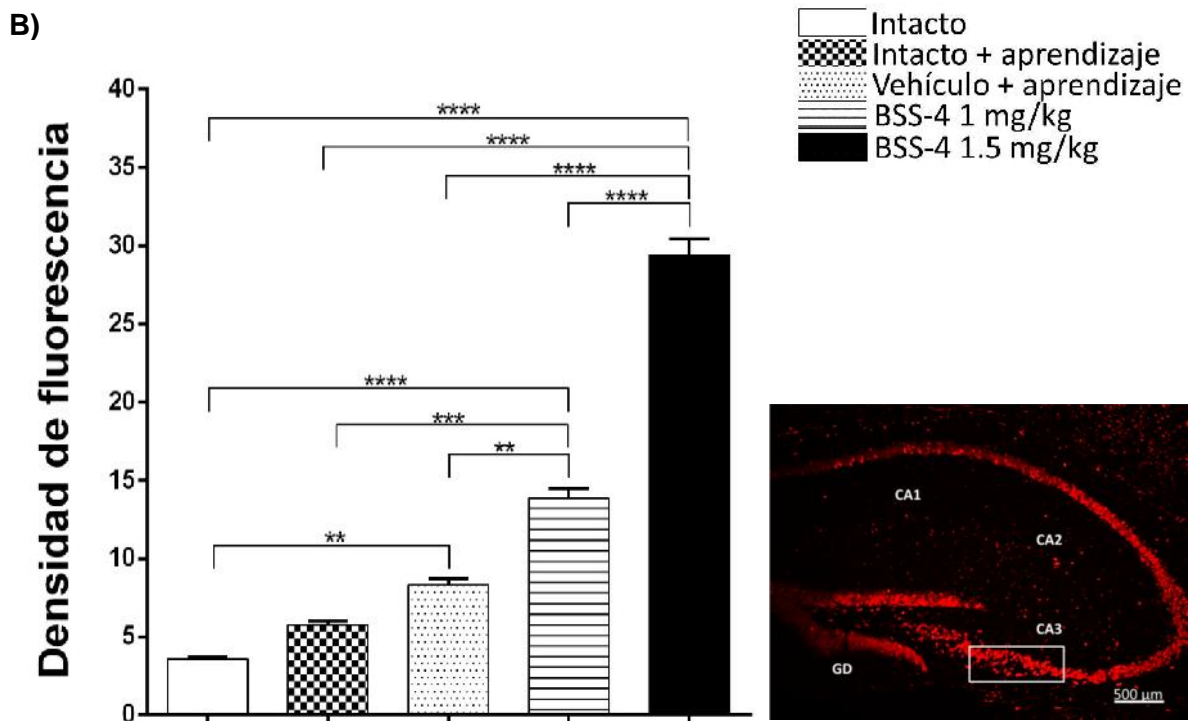 B)
Intacto
Intacto + aprendizaje
Vehículo + aprendizaje
BSS-4 1 mg/kg
BSS-4 1.5 mg/kg
Densidad de fluorescencia
40
35
30
25
20
15
10
5
0
****
****
****
****
****
***
**
**
CA1
CA2
CA3
GD
500 µm